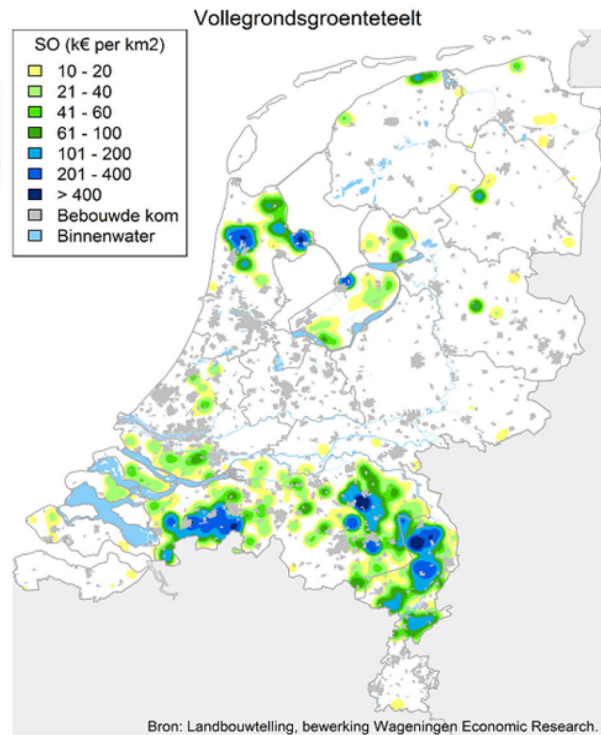 Vollegrondsgroenteteelt
SO (k€ per km2)
10 - 20
21 - 40
41 - 60
61 - 100
101 - 200
201 - 400
> 400
Bebouwde kom
Binnenwater
Bron: Landbouwtelling, bewerking Wageningen Economic Research.